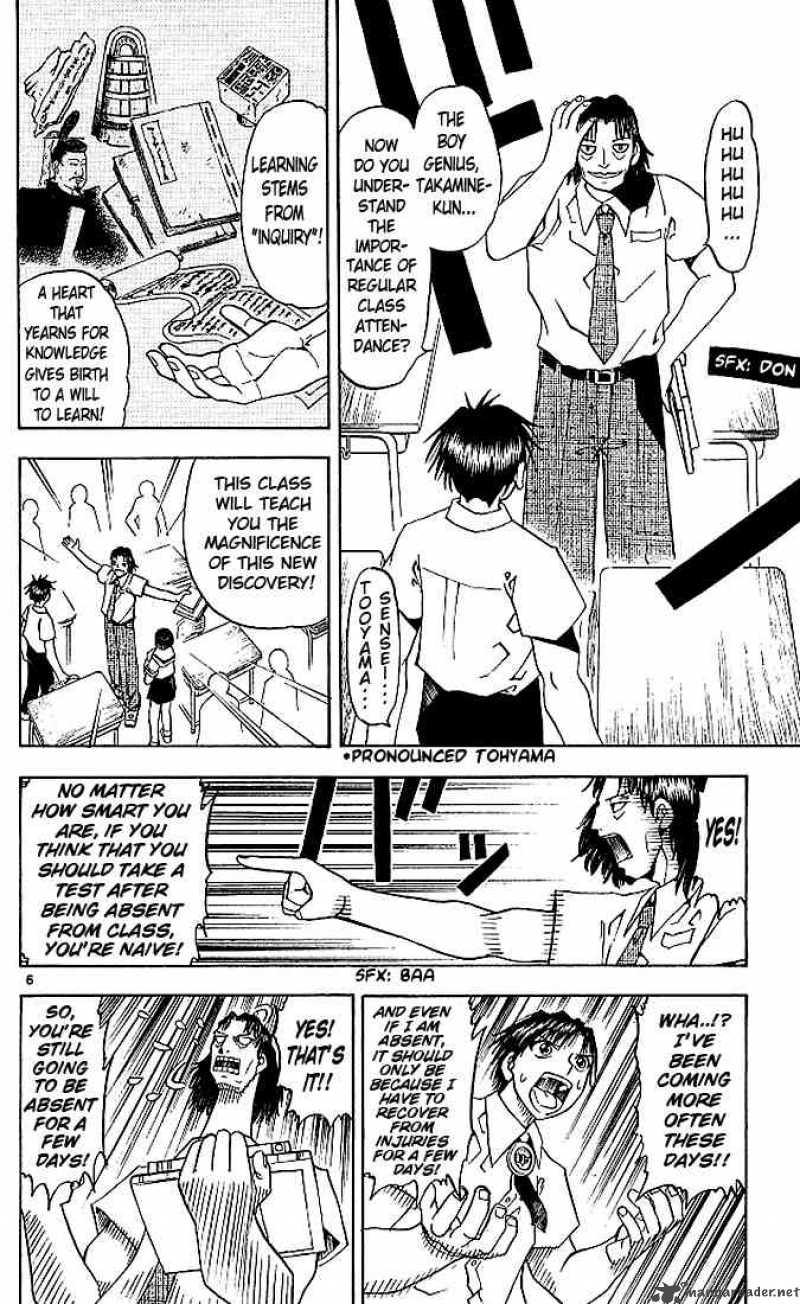 HU
HU
HU
HU
HU
...
THE
BOY
GENIUS,
TAKAMINE-
KUN...
NOW
DO YOU
UNDER-
STAND
THE
IMPOR-
TANCE OF
REGULAR
CLASS
ATTEN-
DANCE?
SFX: DON
SENSEI...
TOOYAMA...
•PRONOUNCED TOHYAMA
LEARNING
STEMS
FROM
"INQUIRY"!
A HEART
THAT
YEARNS FOR
KNOWLEDGE
GIVES BIRTH
TO A WILL
TO LEARN!
THIS CLASS
WILL TEACH
YOU THE
MAGNIFICENCE
OF THIS NEW
DISCOVERY!
YES!
NO MATTER
HOW SMART YOU
ARE, IF YOU
THINK THAT YOU
SHOULD TAKE A
TEST AFTER
BEING ABSENT
FROM CLASS,
YOU'RE NAIVE!
6
SFX: BAA
WHA..!?
I'VE
BEEN
COMING
MORE
OFTEN
THESE
DAYS!!
AND EVEN
IF I AM
ABSENT,
IT SHOULD
ONLY BE
BECAUSE I
HAVE TO
RECOVER
FROM
INJURIES
FOR A FEW
DAYS!
YES!
THAT'S
IT!!
SO,
YOU'RE
STILL
GOING
TO BE
ABSENT
FOR A
FEW
DAYS!
mangareader.net